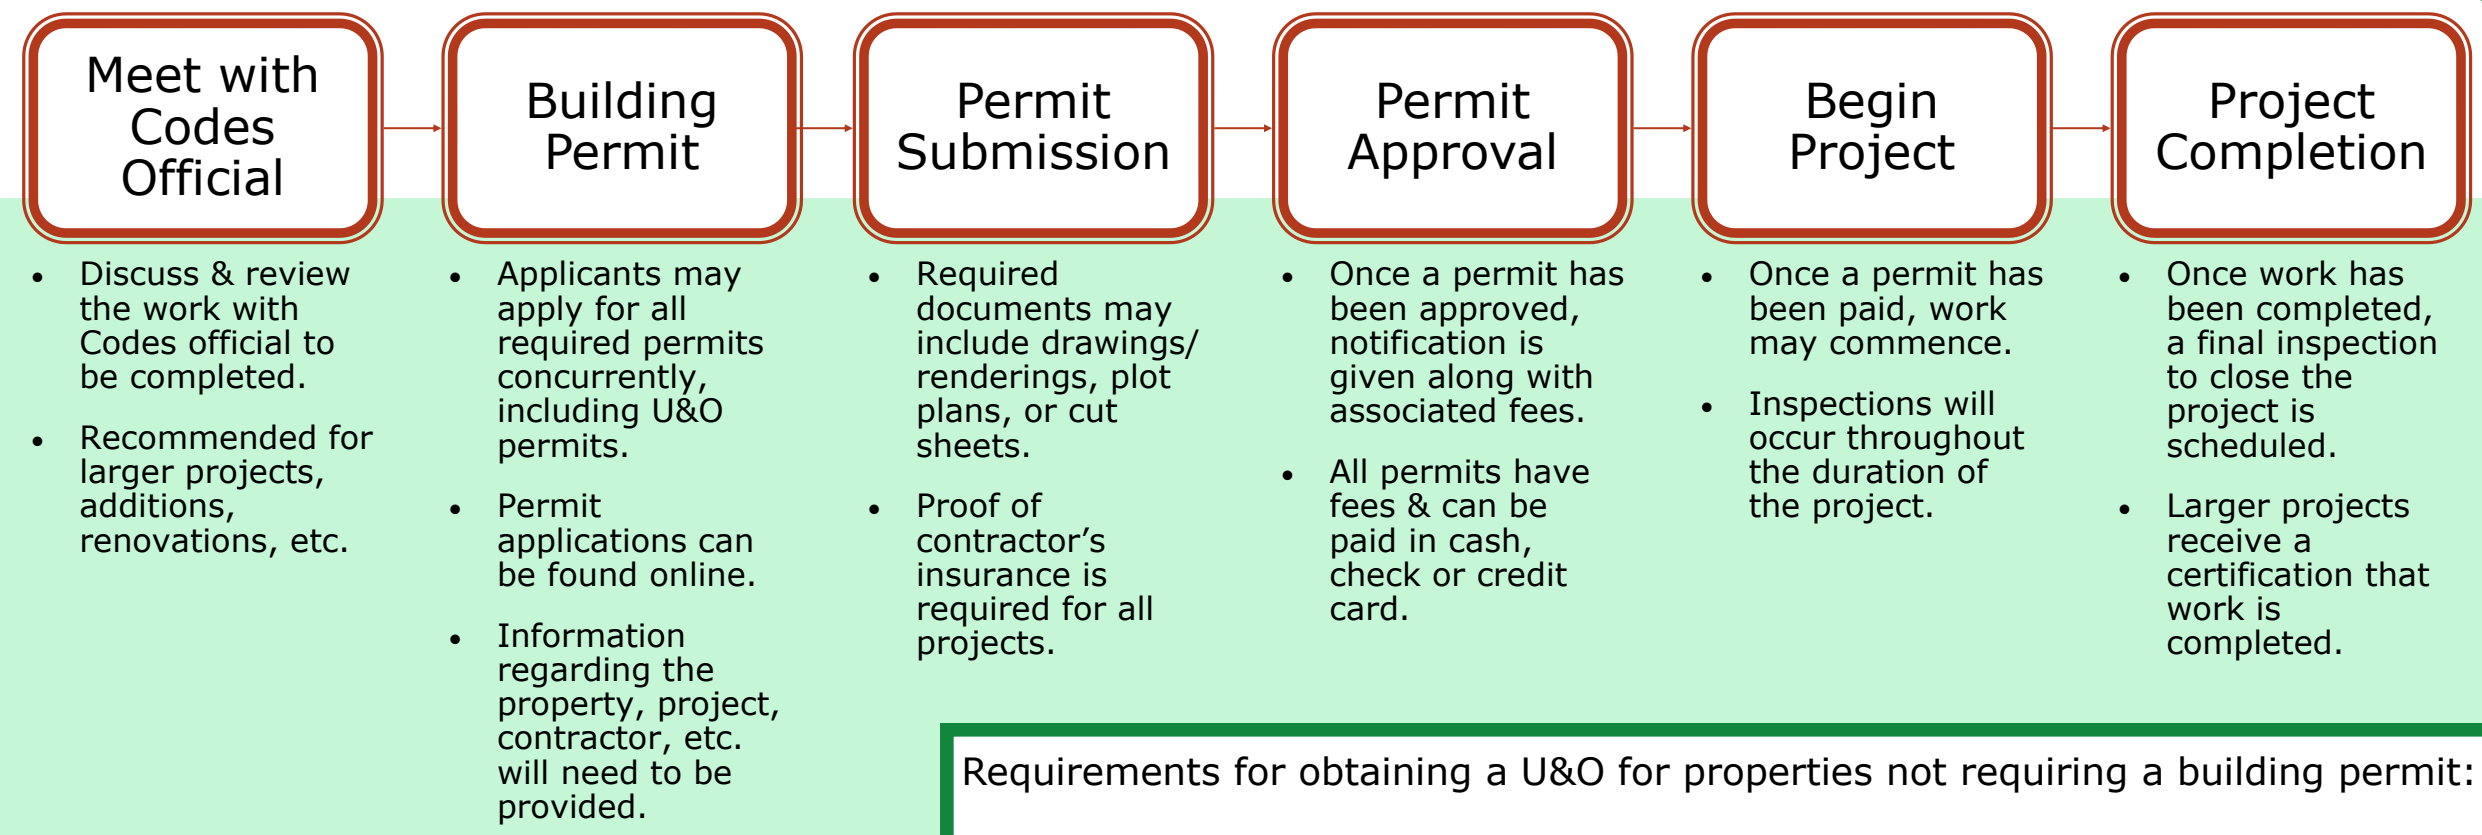 Meet with
Codes
Official
Building
Permit
Permit
Submission
Permit
Approval
Begin
Project
Project
Completion
• Discuss & review
the work with
Codes official to
be completed.
• Recommended for
larger projects,
additions,
renovations, etc.
• Applicants may
apply for all
required permits
concurrently,
including U&O
permits.
• Permit
applications can
be found online.
• Information
regarding the
property, project,
contractor, etc.
will need to be
provided.
• Required
documents may
include drawings/
renderings, plot
plans, or cut
sheets.
• Proof of
contractor’s
insurance is
required for all
projects.
• Once a permit has
been approved,
notification is
given along with
associated fees.
• All permits have
fees & can be
paid in cash,
check or credit
card.
• Once a permit has
been paid, work
may commence.
• Inspections will
occur throughout
the duration of
the project.
• Once work has
been completed,
a final inspection
to close the
project is
scheduled.
• Larger projects
receive a
certification that
work is
completed.
Requirements for obtaining a U&O for properties not requiring a building permit: